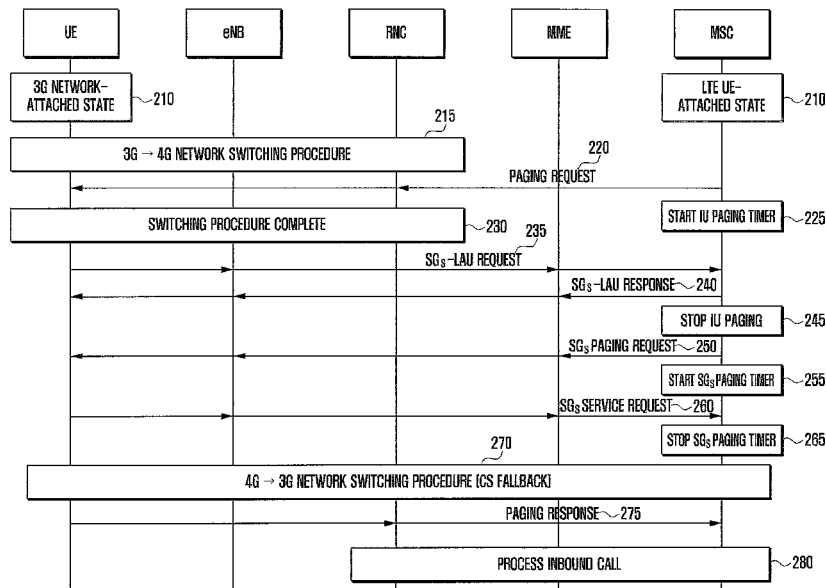 UE
eNB
RNC
MME
MSC
3G NETWORK-
ATTACHED STATE
210
LTE UE-
ATTACHED STATE
210
215
3G → 4G NETWORK SWITCHING PROCEDURE
220
PAGING REQUEST
START IU PAGING TIMER
225
SWITCHING PROCEDURE COMPLETE
230
235
SGS-LAU REQUEST
SGS-LAU RESPONSE
240
STOP IU PAGING
245
SGS PAGING REQUEST
250
START SGS PAGING TIMER
255
SGS SERVICE REQUEST
260
STOP SGS PAGING TIMER
265
270
4G → 3G NETWORK SWITCHING PROCEDURE [CS FALLBACK]
PAGING RESPONSE
275
PROCESS INBOUND CALL
280